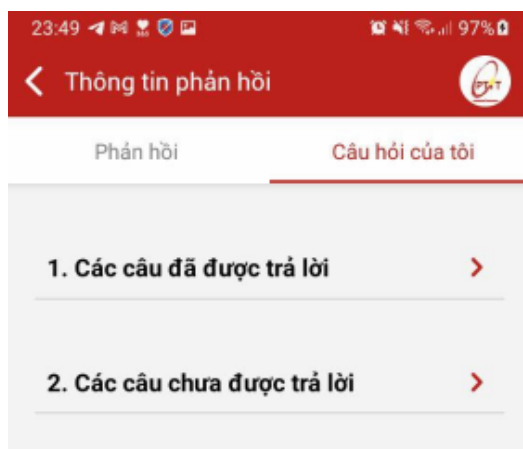 23:49 97%
Thông tin phản hồi
Phản hồi Câu hỏi của tôi
1. Các câu đã được trả lời
2. Các câu chưa được trả lời